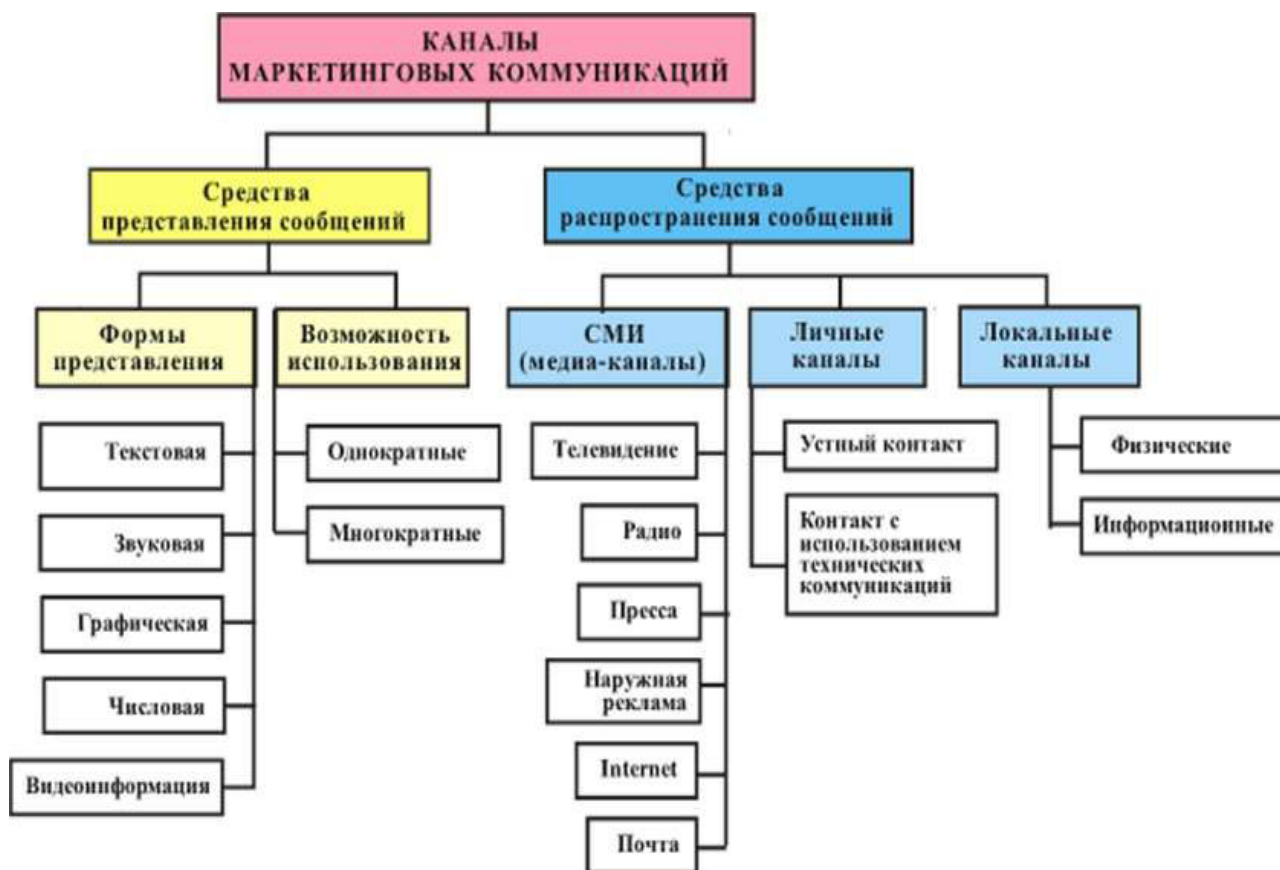 КАНАЛЫ
МАРКЕТИНГОВЫХ КОММУНИКАЦИЙ
Средства
представления сообщений
Средства
распространения сообщений
Формы
представления
Возможность
использования
СМИ
(медиа-каналы)
Личные
каналы
Локальные
каналы
Текстовая
Звуковая
Графическая
Числовая
Видеоинформация
Однократные
Многократные
Телевидение
Радио
Пресса
Наружная
реклама
Internet
Почта
Устный контакт
Контакт с
использованием
технических
коммуникаций
Физические
Информационные